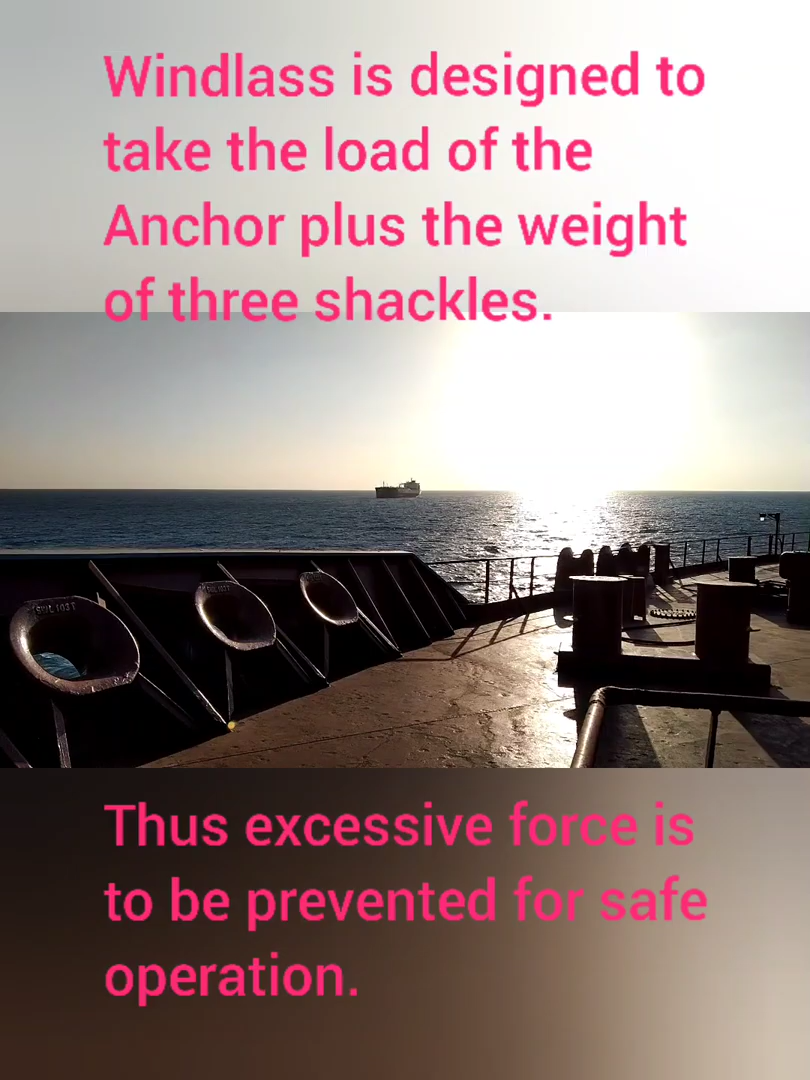 Windlass is designed to
take the load of the
Anchor plus the weight
of three shackles.
Thus excessive force is
to be prevented for safe
operation.